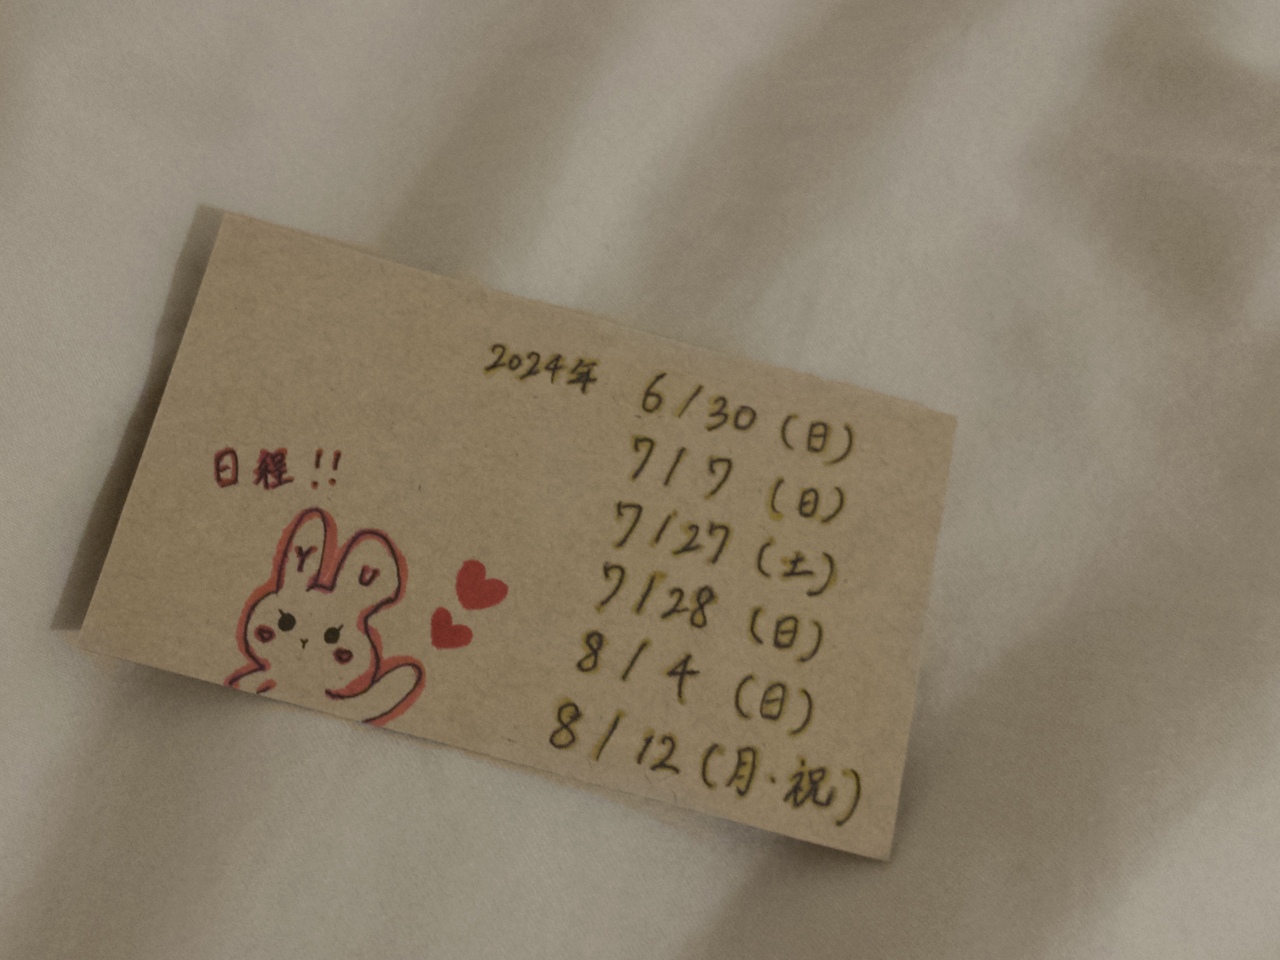 日程!!
2024年 6/30(日)
7/7(日)
7/27(土)
7/28(日)
8/4(日)
8/12(月・祝)
Y U